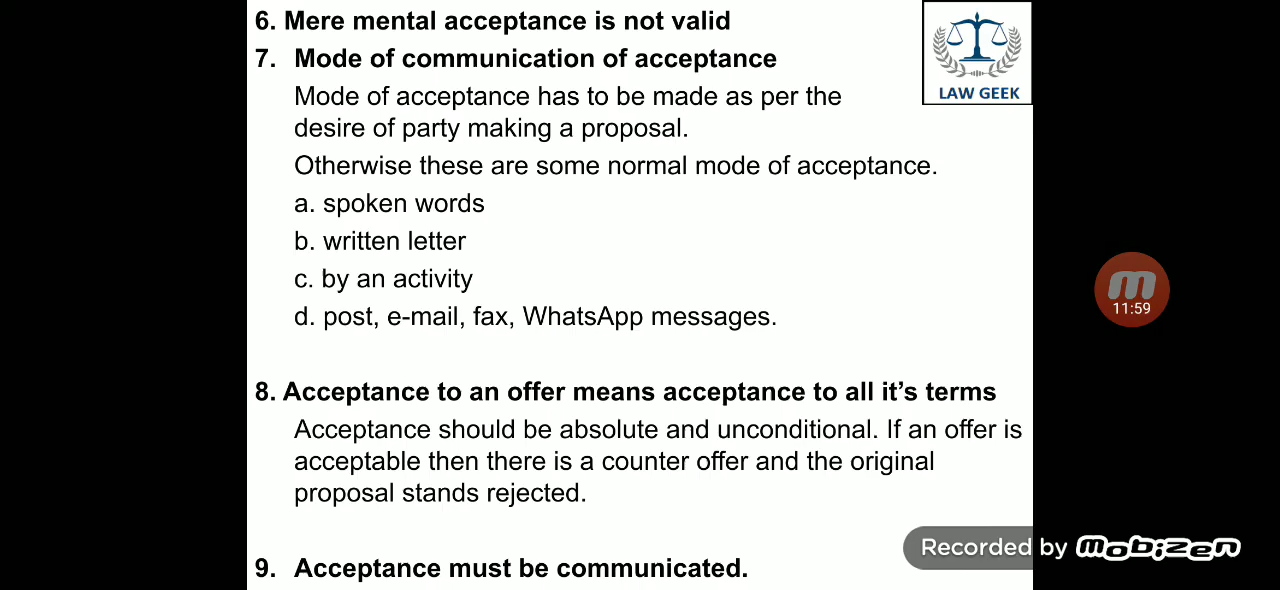 6. Mere mental acceptance is not valid
7. Mode of communication of acceptance
Mode of acceptance has to be made as per the
desire of party making a proposal.
Otherwise these are some normal mode of acceptance.
a. spoken words
b. written letter
c. by an activity
d. post, e-mail, fax, WhatsApp messages.
8. Acceptance to an offer means acceptance to all it's terms
Acceptance should be absolute and unconditional. If an offer is
acceptable then there is a counter offer and the original
proposal stands rejected.
9. Acceptance must be communicated.
LAW GEEK
m
11:59
Recorded by mobizen